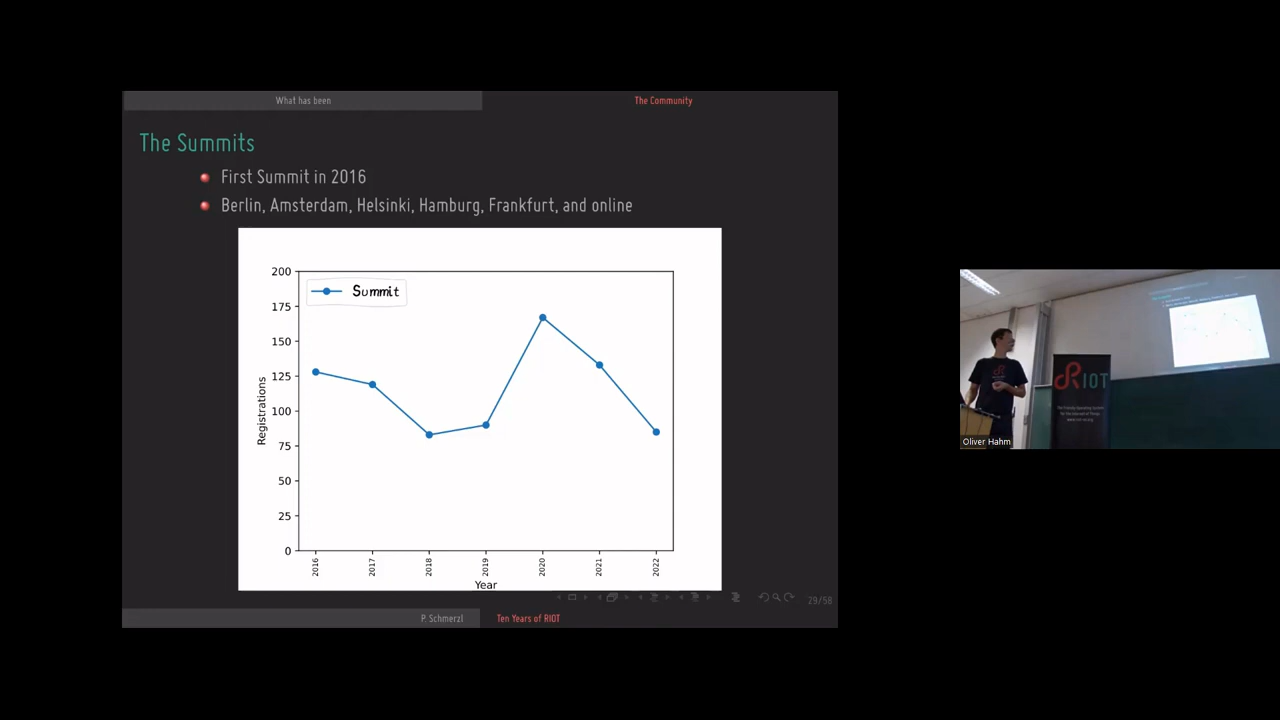 What has been
The Community
The Summits
First Summit in 2016
Berlin, Amsterdam, Helsinki, Hamburg, Frankfurt, and online
Summit
200
175
150
125
100
75
50
25
0
Registrations
2016
2017
2018
2019
2020
2021
2022
Year
29/58
P. Schmerzl
Ten Years of RIOT
RIOT
Oliver Hahm